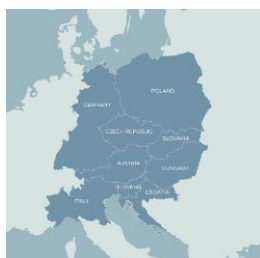 POLAND
GERMANY
CZECH REPUBLIC
SLOVAKIA
AUSTRIA
HUNGARY
SLOVENIA
CROATIA
ITALY